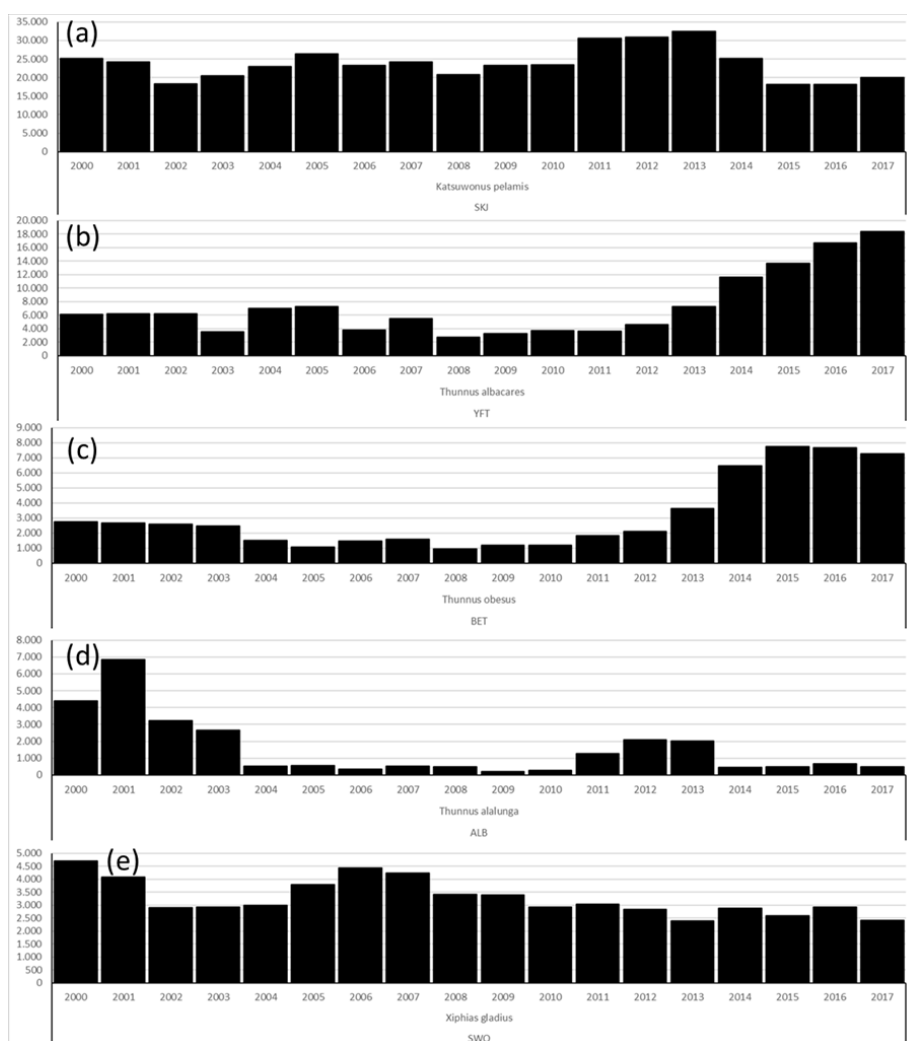 (a)
35.000
30.000
25.000
20.000
15.000
10.000
5.000
0
2000 2001 2002 2003 2004 2005 2006 2007 2008 2009 2010 2011 2012 2013 2014 2015 2016 2017
Katsuwonus pelamis
SKJ
(b)
20.000
18.000
16.000
14.000
12.000
10.000
8.000
6.000
4.000
2.000
0
2000 2001 2002 2003 2004 2005 2006 2007 2008 2009 2010 2011 2012 2013 2014 2015 2016 2017
Thunnus albacares
YFT
(c)
9.000
8.000
7.000
6.000
5.000
4.000
3.000
2.000
1.000
0
2000 2001 2002 2003 2004 2005 2006 2007 2008 2009 2010 2011 2012 2013 2014 2015 2016 2017
Thunnus obesus
BET
(d)
8.000
7.000
6.000
5.000
4.000
3.000
2.000
1.000
0
2000 2001 2002 2003 2004 2005 2006 2007 2008 2009 2010 2011 2012 2013 2014 2015 2016 2017
Thunnus alalunga
ALB
(e)
5.000
4.500
4.000
3.500
3.000
2.500
2.000
1.500
1.000
500
0
2000 2001 2002 2003 2004 2005 2006 2007 2008 2009 2010 2011 2012 2013 2014 2015 2016 2017
Xiphias gladius
SWO